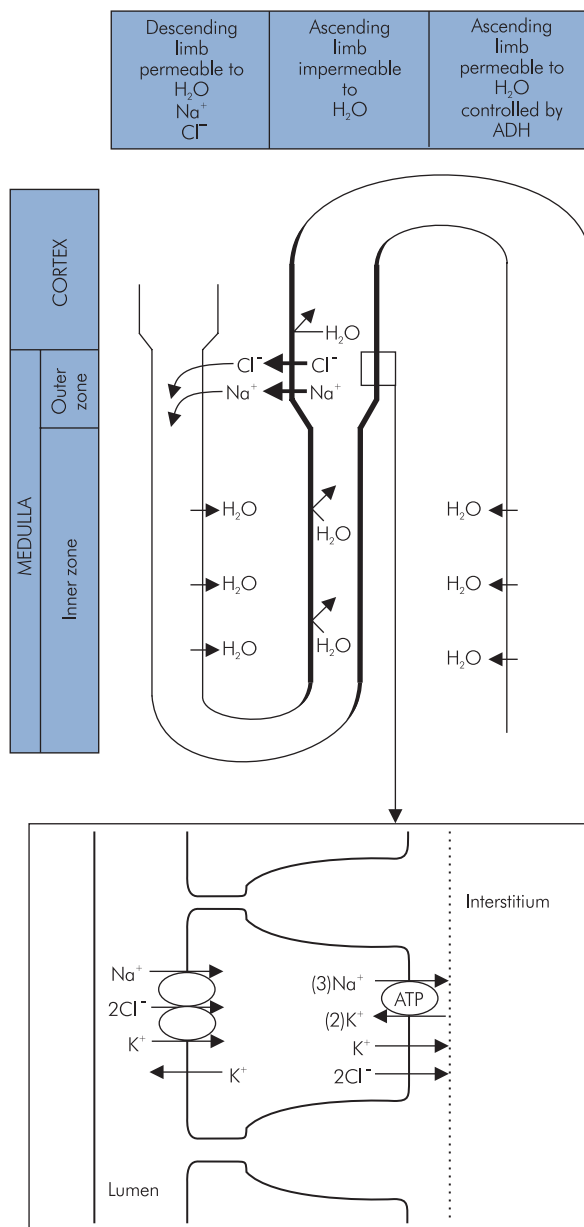 Descending
limb
permeable to
H₂O
Na⁺
Cl⁻
Ascending
limb
impermeable
to
H₂O
Ascending
limb
permeable to
H₂O
controlled by
ADH
CORTEX
MEDULLA
Outer
zone
Inner zone
H₂O
Cl⁻ Cl⁻
Na⁺ Na⁺
H₂O H₂O H₂O
H₂O H₂O
H₂O H₂O H₂O
Interstitium
Na⁺ (3)Na⁺
2Cl⁻ ATP
(2)K⁺
K⁺ K⁺
K⁺ 2Cl⁻
Lumen